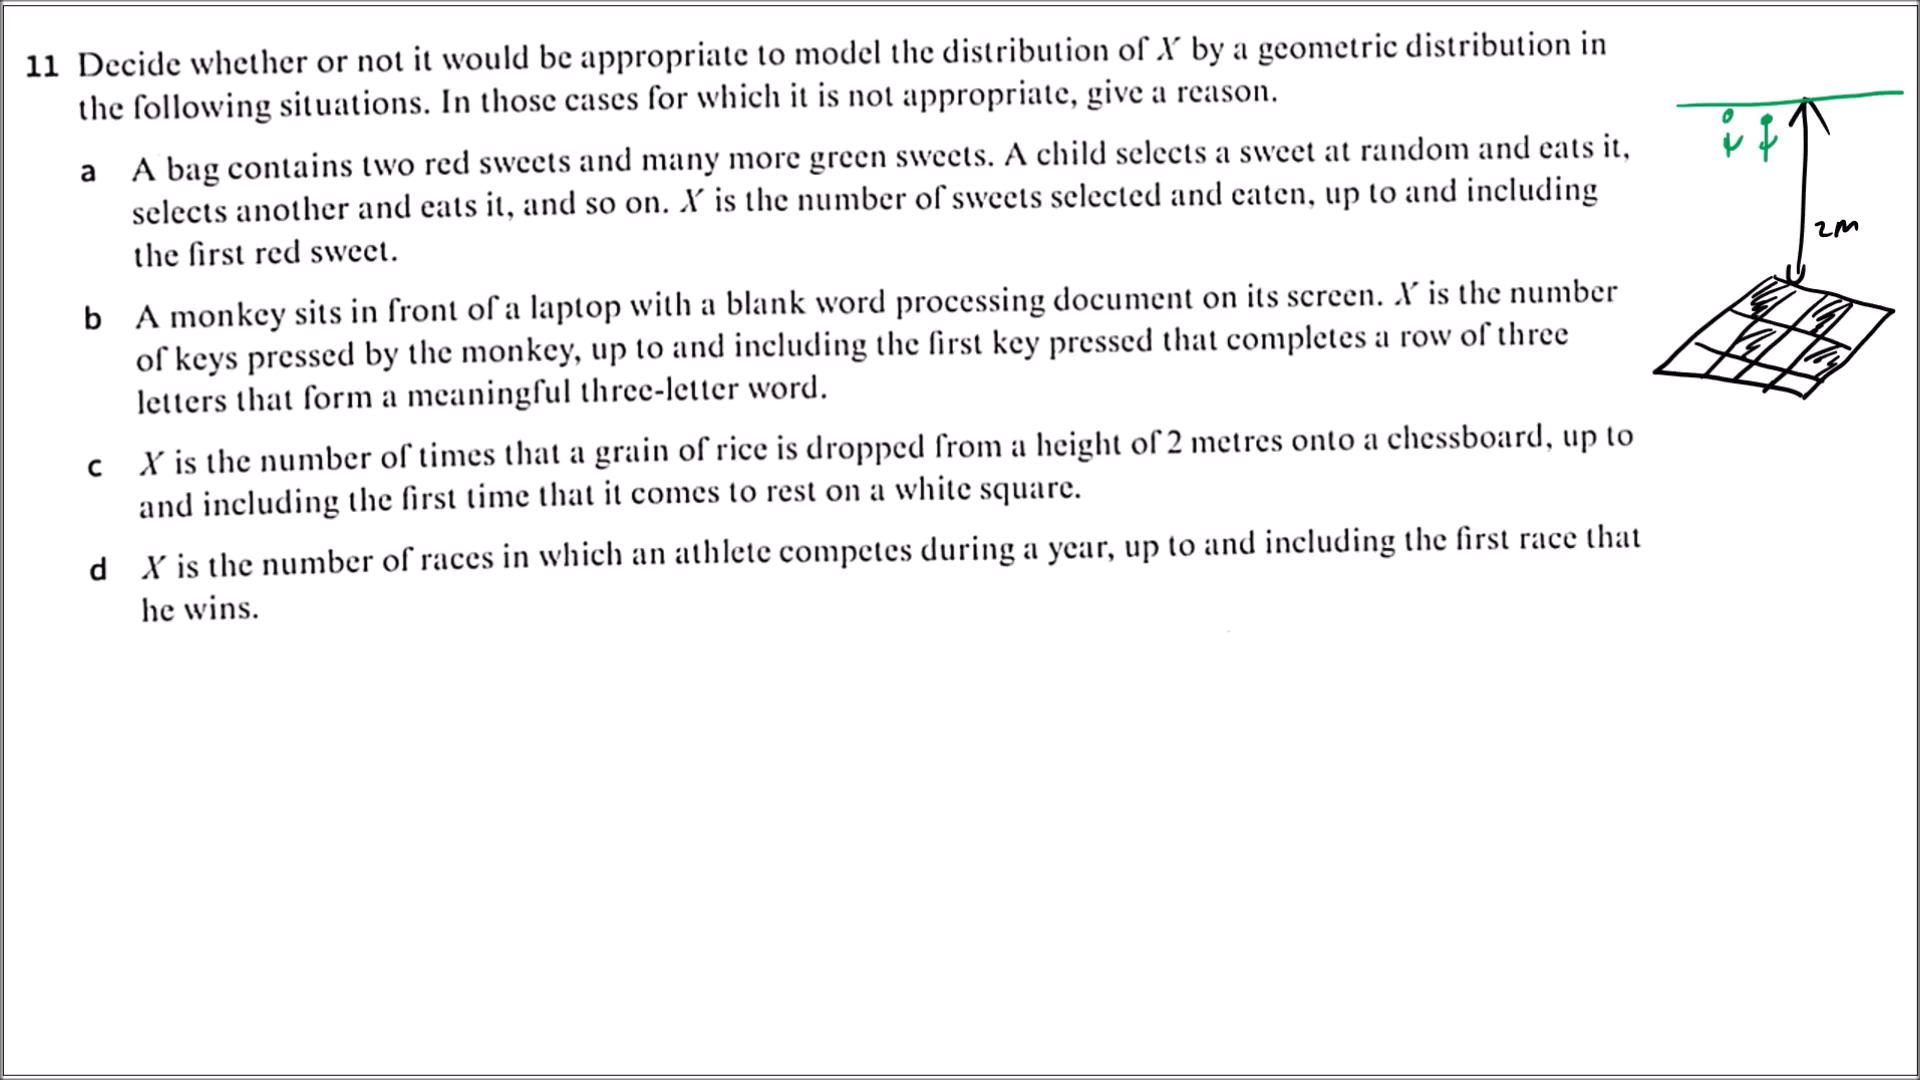 11 Decide whether or not it would be appropriate to model the distribution of X by a geometric distribution in
the following situations. In those cases for which it is not appropriate, give a reason.
a A bag contains two red sweets and many more green sweets. A child selects a sweet at random and eats it,
selects another and eats it, and so on. X is the number of sweets selected and eaten, up to and including
the first red sweet.
2m
b A monkey sits in front of a laptop with a blank word processing document on its screen. X is the number
of keys pressed by the monkey, up to and including the first key pressed that completes a row of three
letters that form a meaningful three-letter word.
c X is the number of times that a grain of rice is dropped from a height of 2 metres onto a chessboard, up to
and including the first time that it comes to rest on a white square.
d X is the number of races in which an athlete competes during a year, up to and including the first race that
he wins.